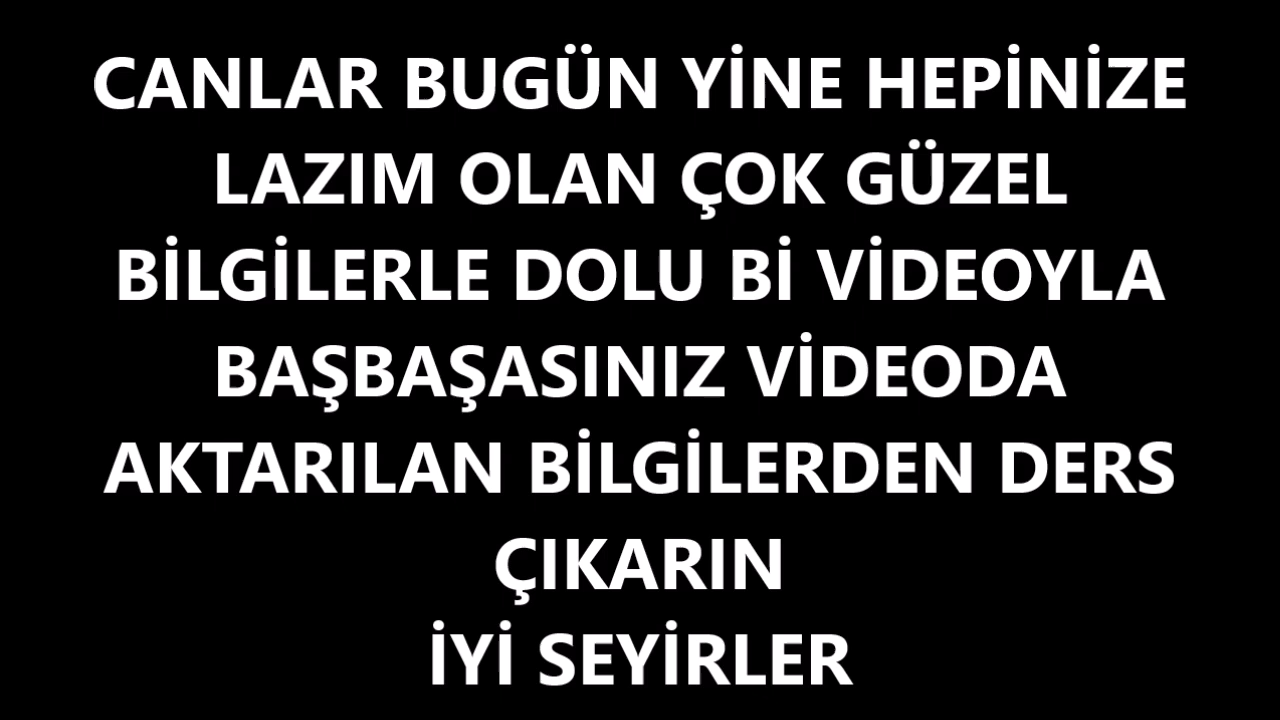 CANLAR BUGÜN YİNE HEPİNİZE
LAZIM OLAN ÇOK GÜZEL
BİLGİLERLE DOLU Bİ VİDEOYLA
BAŞBAŞASINIZ VİDEODA
AKTARILAN BİLGİLERDEN DERS
ÇIKARIN
İYİ SEYİRLER